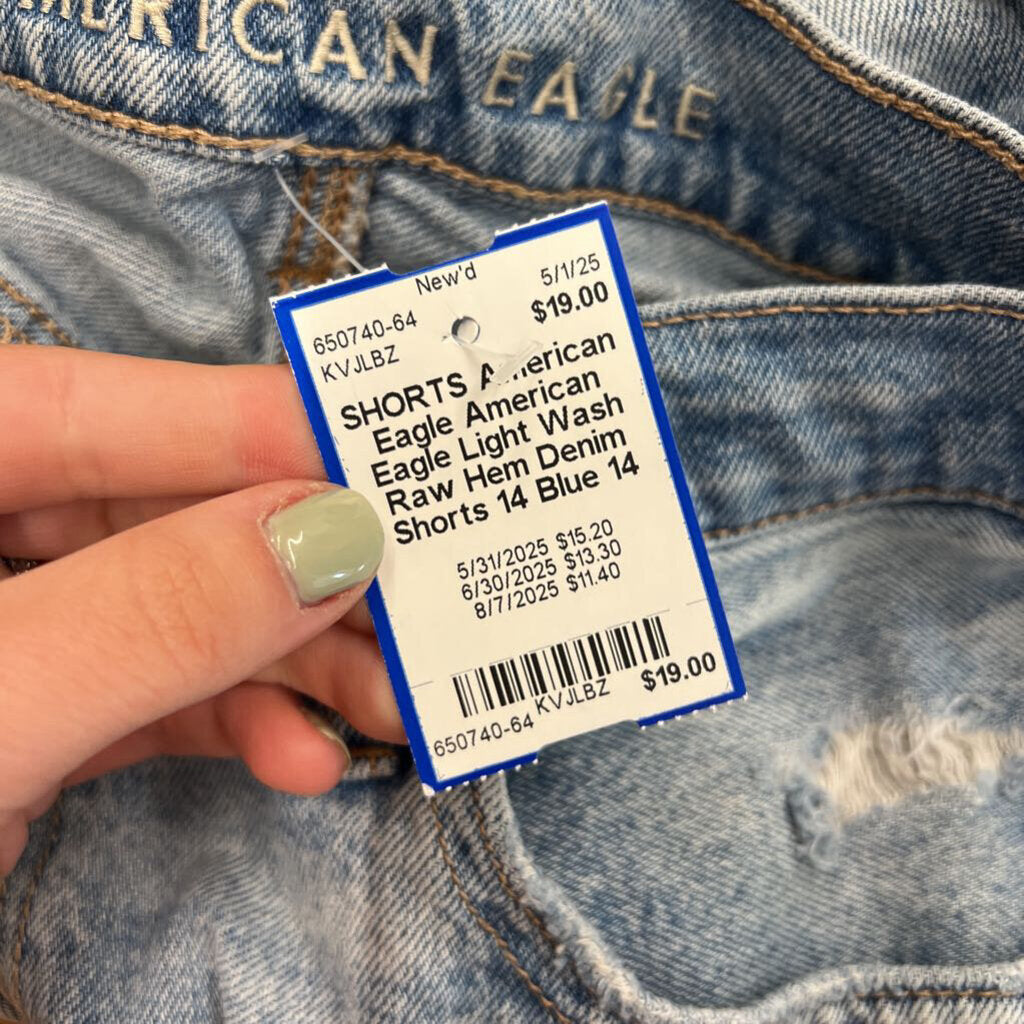 AMERICAN EAGLE
New'd
5/1/25
650740-64
$19.00
KVJLBZ
SHORTS American
Eagle American
Eagle Light Wash
Raw Hem Denim
Shorts 14 Blue 14
5/31/2025 $15.20
6/30/2025 $13.30
8/7/2025 $11.40
650740-64 KVJLBZ $19.00